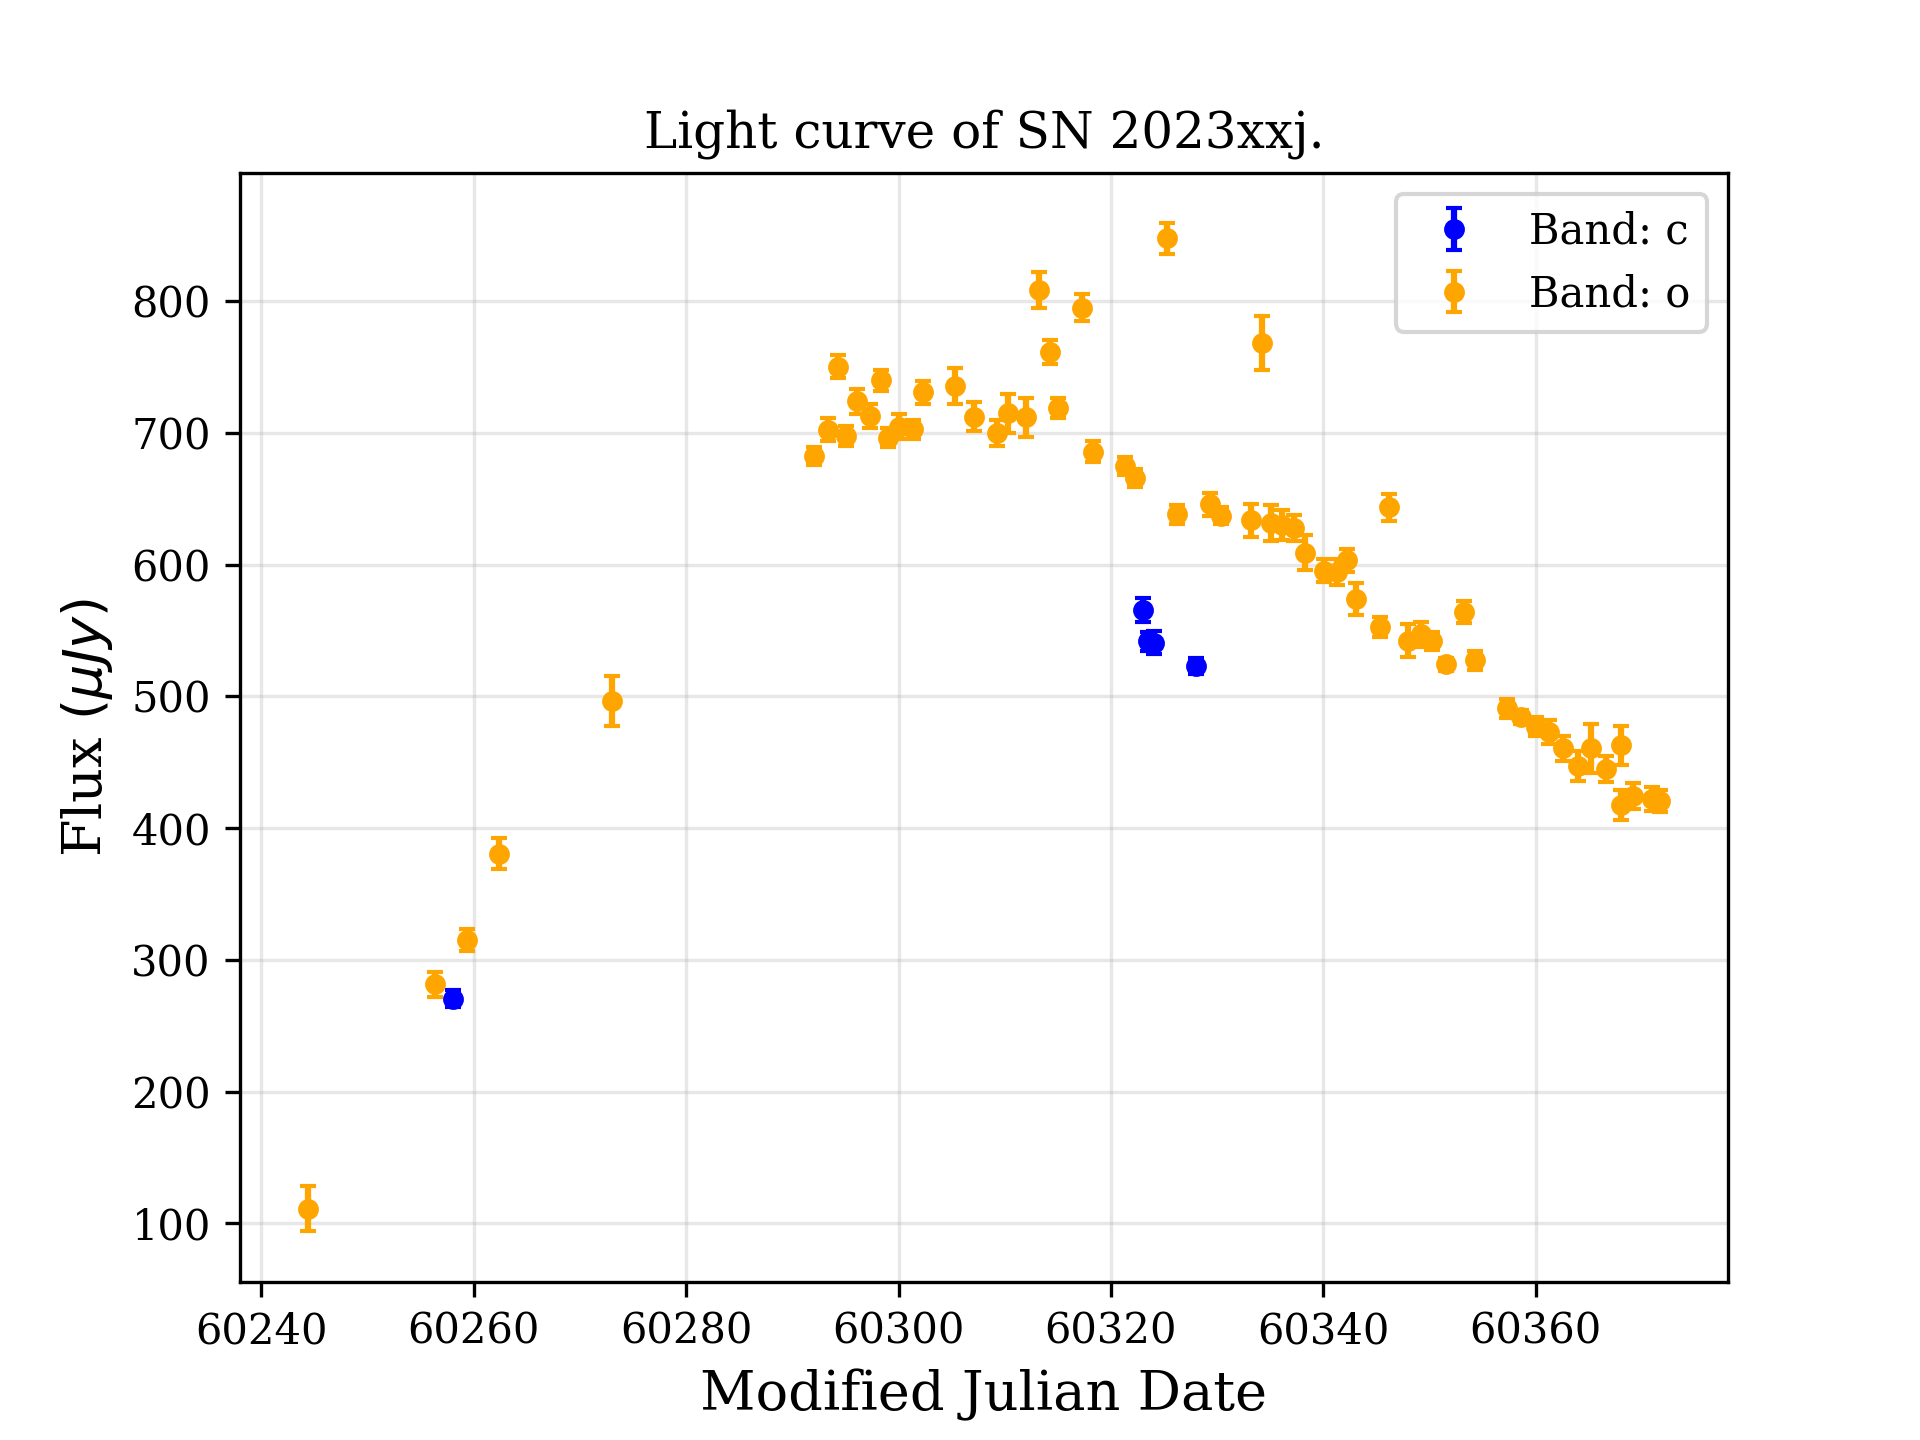 Light curve of SN 2023xxj.
Band: c
Band: o
Flux (μJy)
800
700
600
500
400
300
200
100
60240 60260 60280 60300 60320 60340 60360
Modified Julian Date